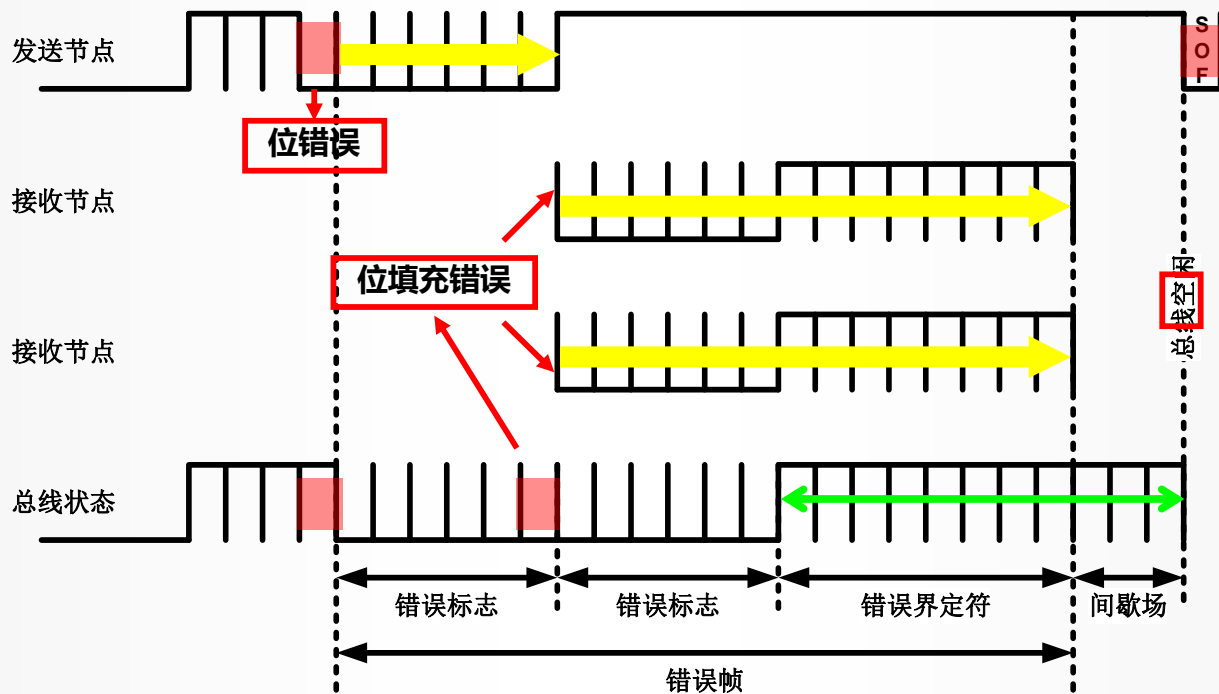 发送节点
SOF
位错误
接收节点
位填充错误
总线空闲
接收节点
总线状态
错误标志
错误标志
错误界定符
间歇场
错误帧